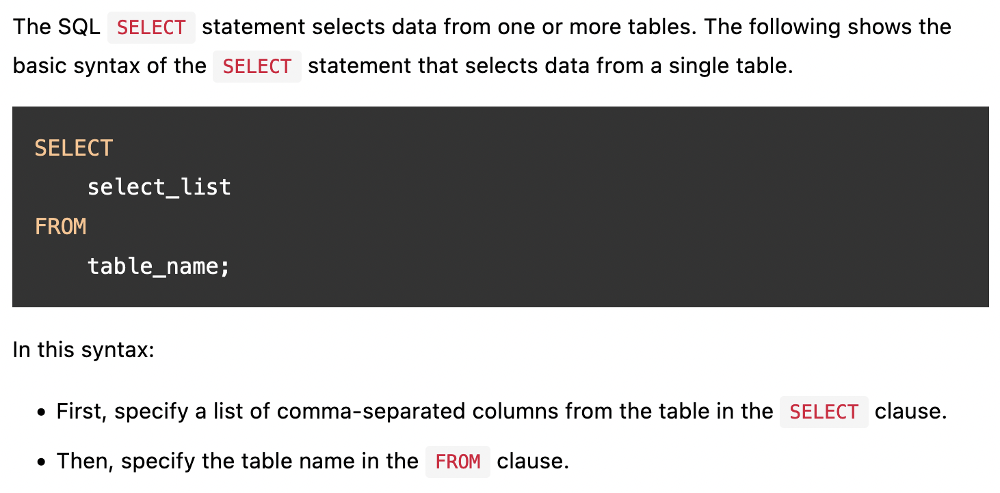 The SQL SELECT statement selects data from one or more tables. The following shows the
basic syntax of the SELECT statement that selects data from a single table.
SELECT
    select_list
FROM
    table_name;
In this syntax:
• First, specify a list of comma-separated columns from the table in the SELECT clause.
• Then, specify the table name in the FROM clause.